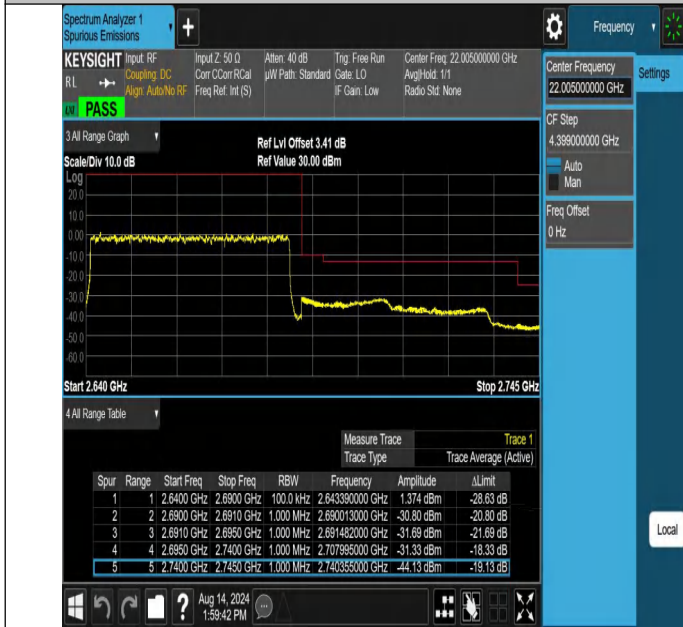 Spectrum Analyzer 1
Spurious Emissions
+
Frequency
KEYSIGHT Input: RF Input Z: 50 Ω Atten: 40 dB Trig: Free Run Center Freq: 22.005000000 GHz
RL Coupling: DC Corr CCorr RCal µW Path: Standard Gate: LO Avg|Hold: 1/1
Align: Auto/No RF Freq Ref: Int (S) IF Gain: Low Radio Std: None
PASS
Center Frequency
22.005000000 GHz
Settings
CF Step
4.399000000 GHz
Auto
Man
Freq Offset
0 Hz
3 All Range Graph
Ref Lvl Offset 3.41 dB
Scale/Div 10.0 dB Ref Value 30.00 dBm
Log
20.0
10.0
0.00
-10.0
-20.0
-30.0
-40.0
-50.0
-60.0
Start 2.640 GHz Stop 2.745 GHz
4 All Range Table
Measure Trace Trace 1
Trace Type Trace Average (Active)
Spur Range Start Freq Stop Freq RBW Frequency Amplitude ΔLimit
1 1 2.6400 GHz 2.6900 GHz 100.0 kHz 2.643390000 GHz 1.374 dBm -28.63 dB
2 2 2.6900 GHz 2.6910 GHz 1.000 MHz 2.690013000 GHz -30.80 dBm -20.80 dB
3 3 2.6910 GHz 2.6950 GHz 1.000 MHz 2.691482000 GHz -31.69 dBm -21.69 dB
4 4 2.6950 GHz 2.7400 GHz 1.000 MHz 2.707995000 GHz -31.33 dBm -18.33 dB
5 5 2.7400 GHz 2.7450 GHz 1.000 MHz 2.740355000 GHz -44.13 dBm -19.13 dB
Local
?
Aug 14, 2024
1:59:42 PM